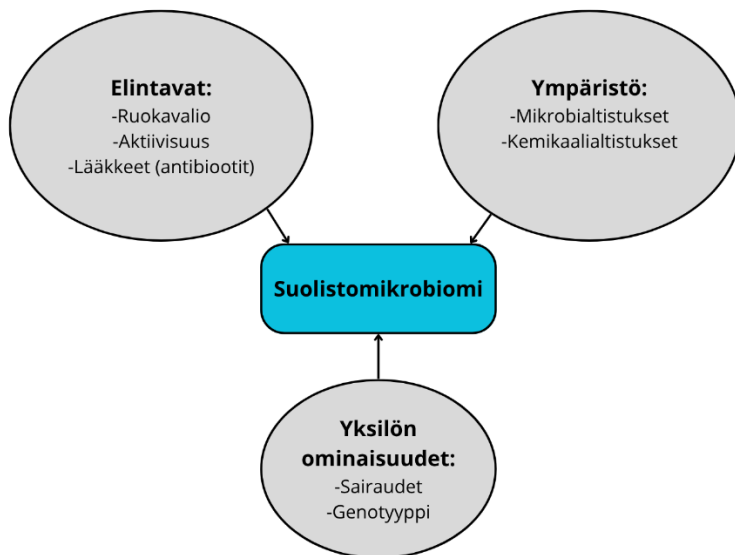 Elintavat:
-Ruokavalio
-Aktiivisuus
-Lääkkeet (antibiootit)
Ympäristö:
-Mikrobialtistukset
-Kemikaalialtistukset
Suolistomikrobiomi
Yksilön
ominaisuudet:
-Sairaudet
-Genotyyppi